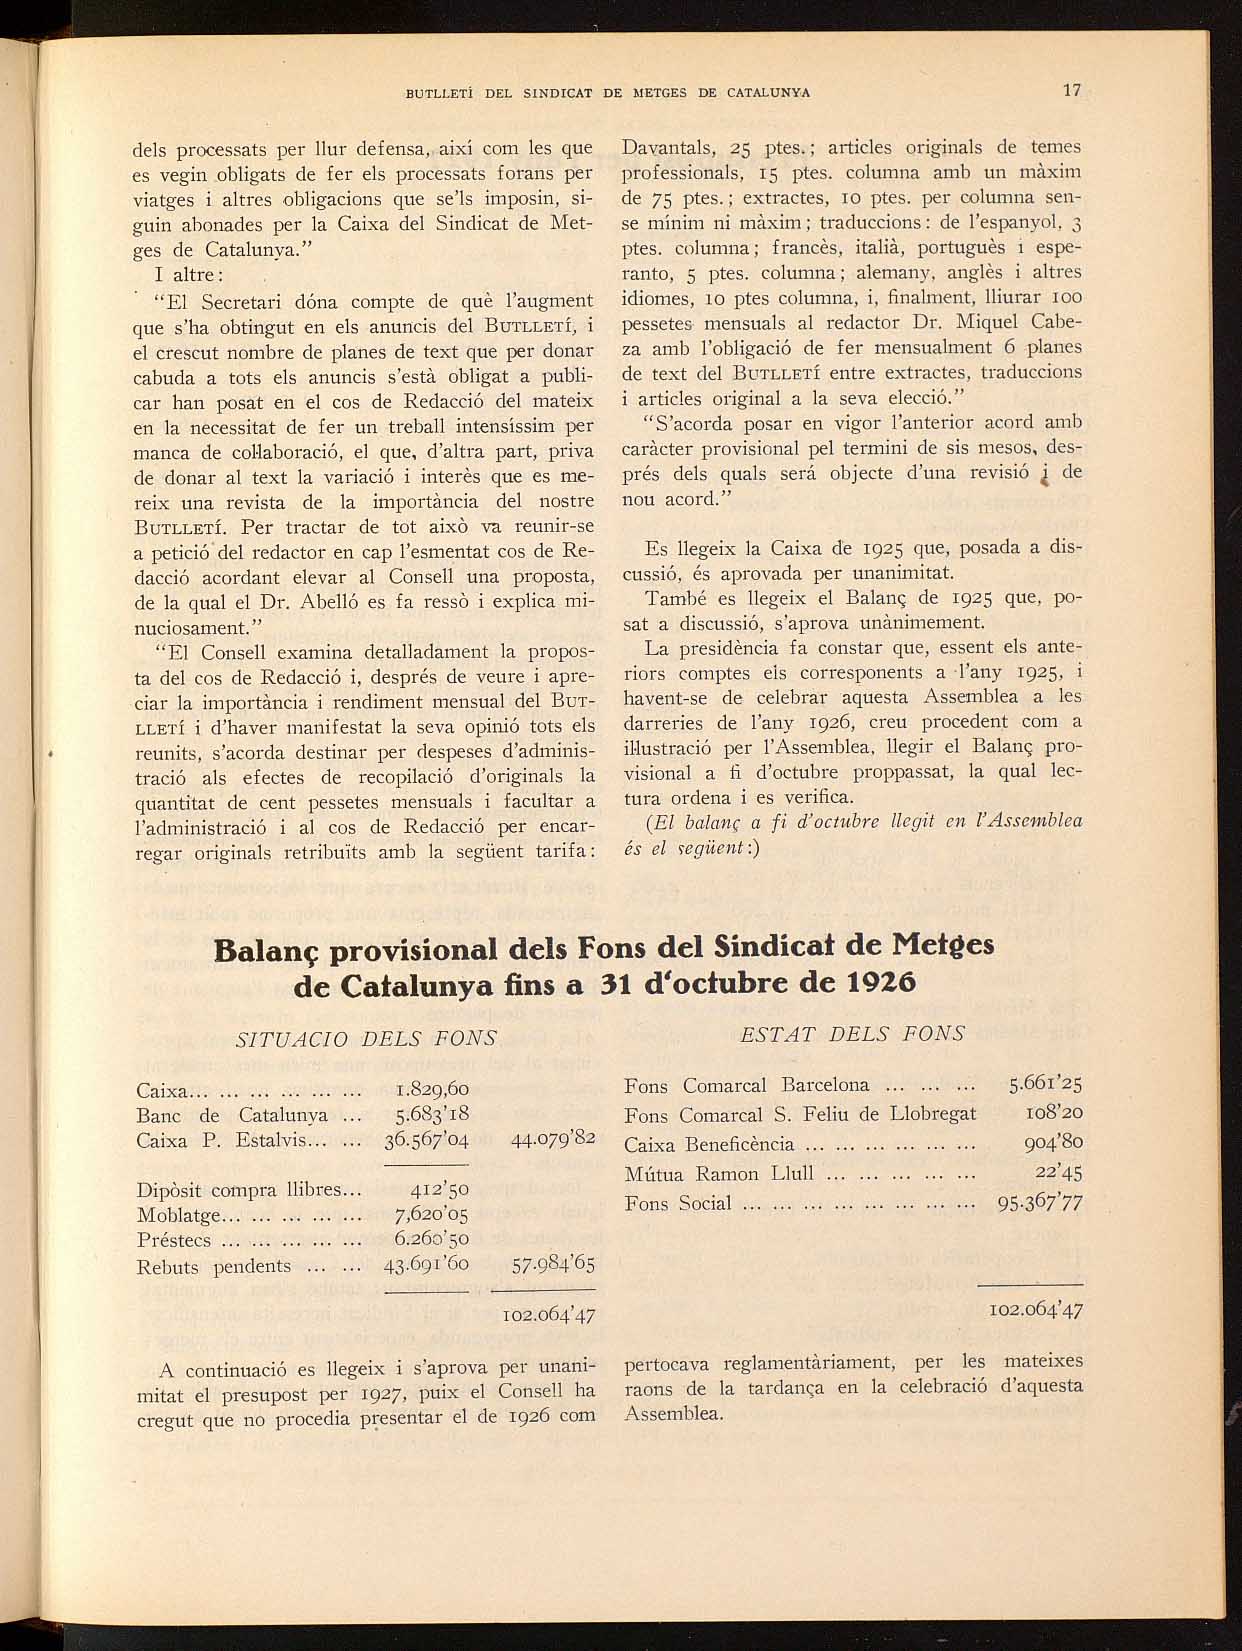 BUTLLETÍ DEL SINDICAT DE METGES DE CATALUNYA 17
dels processats per llur defensa, així com les que
es vegin obligats de fer els processats forans per
viatges i altres obligacions que se'ls imposin, si-
guin abonades per la Caixa del Sindicat de Met-
ges de Catalunya."
I altre:
"El Secretari dóna compte de què l'augment
que s'ha obtingut en els anuncis del BUTLLETÍ, i
el crescut nombre de planes de text que per donar
cabuda a tots els anuncis s'està obligat a publi-
car han posat en el cos de Redacció del mateix
en la necessitat de fer un treball intensíssim per
manca de coŀlaboració, el que, d'altra part, priva
de donar al text la variació i interès que es me-
reix una revista de la importància del nostre
BUTLLETÍ. Per tractar de tot això va reunir-se
a petició del redactor en cap l'esmentat cos de Re-
dacció acordant elevar al Consell una proposta,
de la qual el Dr. Abelló es fa ressò i explica mi-
nuciosament."
"El Consell examina detalladament la propos-
ta del cos de Redacció i, després de veure i apre-
ciar la importància i rendiment mensual del BUT-
LLETÍ i d'haver manifestat la seva opinió tots els
reunits, s'acorda destinar per despeses d'adminis-
tració als efectes de recopilació d'originals la
quantitat de cent pessetes mensuals i facultar a
l'administració i al cos de Redacció per encar-
regar originals retribuïts amb la següent tarifa:
Davantals, 25 ptes.; articles originals de temes
professionals, 15 ptes. columna amb un màxim
de 75 ptes.; extractes, 10 ptes. per columna sen-
se mínim ni màxim; traduccions: de l'espanyol, 3
ptes. columna; francès, italià, portuguès i espe-
ranto, 5 ptes. columna; alemany, anglès i altres
idiomes, 10 ptes columna, i, finalment, lliurar 100
pessetes mensuals al redactor Dr. Miquel Cabe-
za amb l'obligació de fer mensualment 6 planes
de text del BUTLLETÍ entre extractes, traduccions
i articles original a la seva elecció."
"S'acorda posar en vigor l'anterior acord amb
caràcter provisional pel termini de sis mesos, des-
prés dels quals será objecte d'una revisió i de
nou acord."
Es llegeix la Caixa de 1925 que, posada a dis-
cussió, és aprovada per unanimitat.
També es llegeix el Balanç de 1925 que, po-
sat a discussió, s'aprova unànimement.
La presidència fa constar que, essent els ante-
riors comptes els corresponents a l'any 1925, i
havent-se de celebrar aquesta Assemblea a les
darreries de l'any 1926, creu procedent com a
iŀlustració per l'Assemblea, llegir el Balanç pro-
visional a fi d'octubre proppassat, la qual lec-
tura ordena i es verifica.
(El balanç a fi d'octubre llegit en l'Assemblea
és el següent:)
Balanç provisional dels Fons del Sindicat de Metges
de Catalunya fins a 31 d'octubre de 1926
SITUACIO DELS FONS
Caixa... ... ... ... ... ... 1.829,60
Banc de Catalunya ... 5.683'18
Caixa P. Estalvis... ... 36.567'04 44.079'82
Dipòsit compra llibres... 412'50
Moblatge... ... ... ... ... 7,620'05
Préstecs ... ... ... ... ... 6.260'50
Rebuts pendents ... ... 43.691'60 57.984'65
102.064'47
ESTAT DELS FONS
Fons Comarcal Barcelona ... ... ... 5.661'25
Fons Comarcal S. Feliu de Llobregat 108'20
Caixa Beneficència ... ... ... ... ... ... 904'80
Mútua Ramon Llull ... ... ... ... ... 22'45
Fons Social ... ... ... ... ... ... ... ... 95.367'77
102.064'47
A continuació es llegeix i s'aprova per unani-
mitat el presupost per 1927, puix el Consell ha
cregut que no procedia presentar el de 1926 com
pertocava reglamentàriament, per les mateixes
raons de la tardança en la celebració d'aquesta
Assemblea.